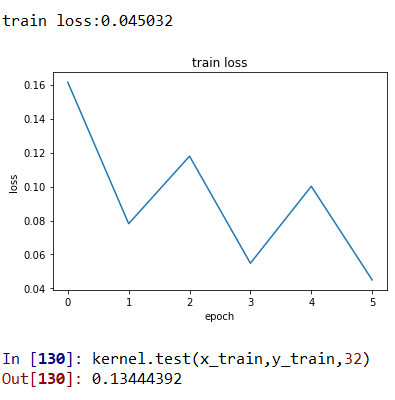 train loss:0.045032
train loss
0.16
0.14
0.12
0.10
0.08
0.06
0.04
loss
0 1 2 3 4 5
epoch
In [130]: kernel.test(x_train,y_train,32)
Out[130]: 0.13444392